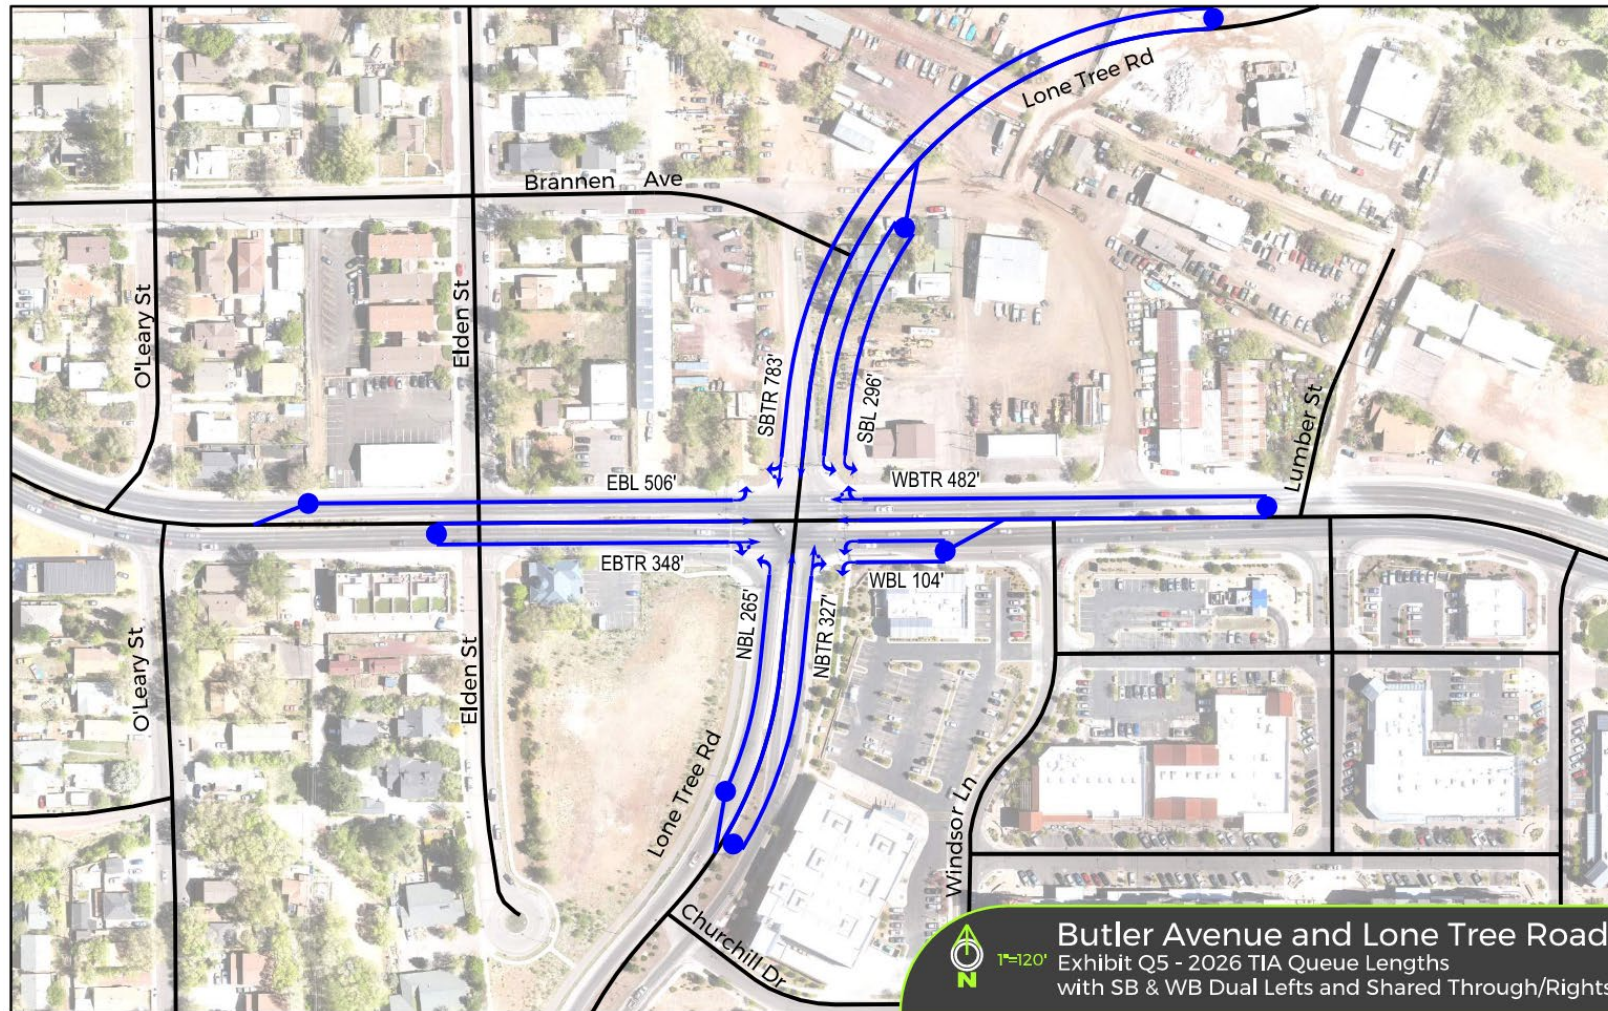 Lone Tree Rd
Brannen Ave
O'Leary St
Elden St
SBTR 783'
SBL 296'
Lumber St
EBL 506'
WBTR 482'
EBTR 348'
WBL 104'
NBL 265'
NBTR 327'
O'Leary St
Elden St
Lone Tree Rd
Windsor Ln
Churchill Dr
N
1"=120'
Butler Avenue and Lone Tree Road
Exhibit Q5 - 2026 TIA Queue Lengths
with SB & WB Dual Lefts and Shared Through/Rights